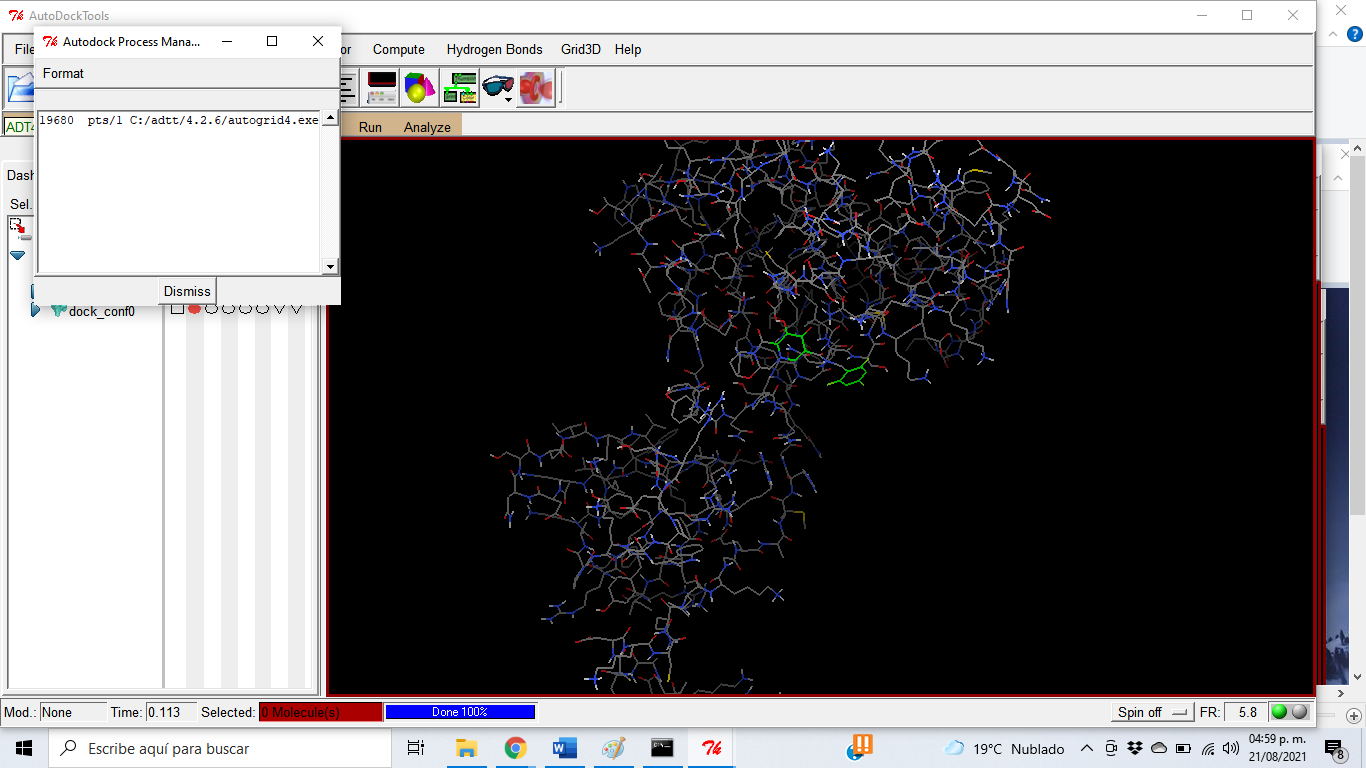 AutoDockTools
Autodock Process Mana...
File
or Compute Hydrogen Bonds Grid3D Help
Format
19680 pts/1 C:/adtt/4.2.6/autogrid4.exe
ADT4
Run Analyze
Dash
Sel.
Dismiss
dock_conf0
Mod.: None Time: 0.113 Selected: 0 Molecule(s) Done 100% Spin off FR: 5.8
Escribe aquí para buscar
19°C Nublado
04:59 p. m.
21/08/2021
8